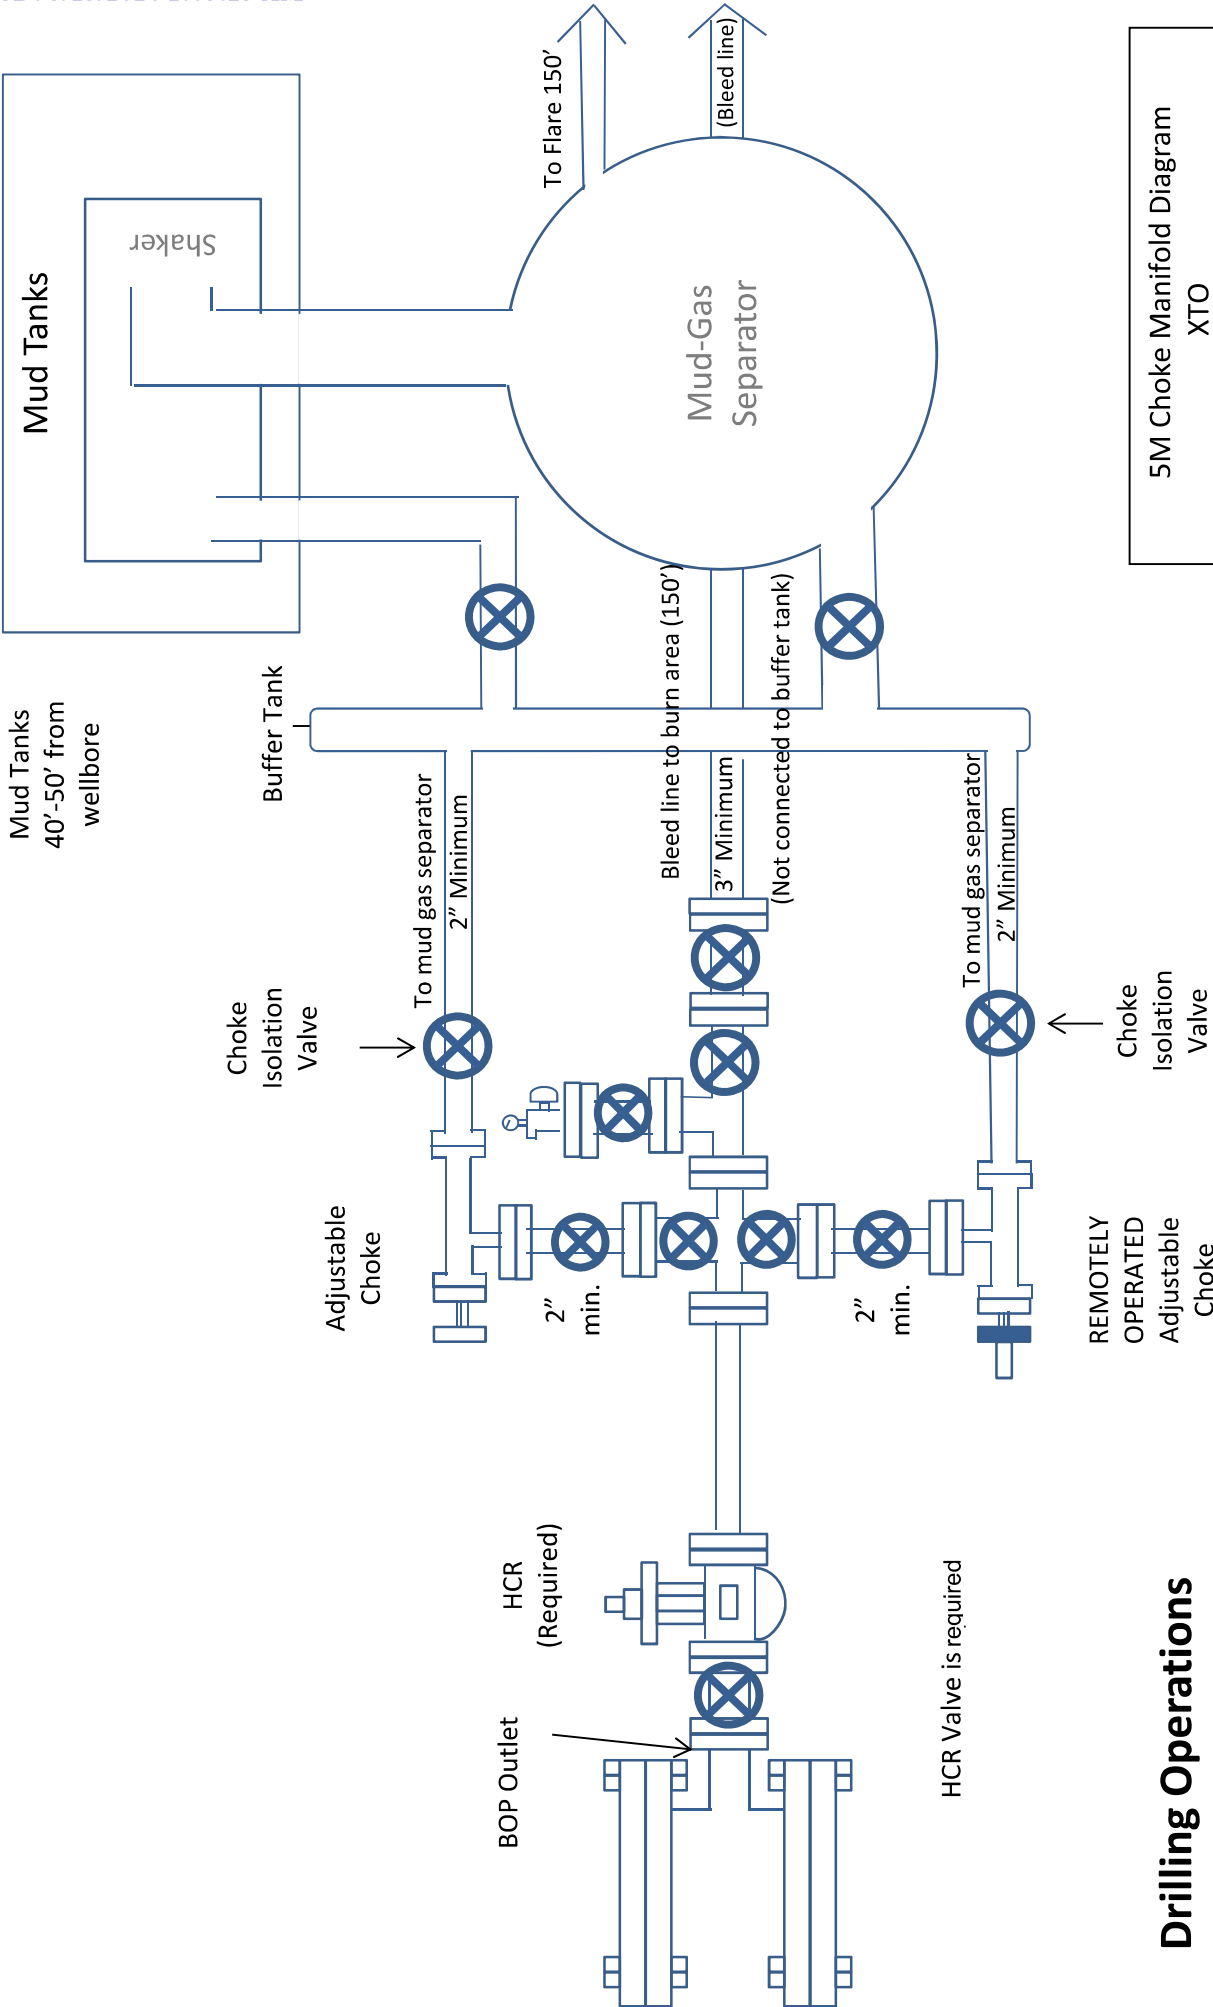 Drilling Operations
5M Choke Manifold Diagram
XTO
Mud Tanks
40’-50’ from
wellbore
Mud Tanks
Shaker
Buffer Tank
To Flare 150’
(Bleed line)
Mud-Gas
Separator
Choke
Isolation
Valve
To mud gas separator
2” Minimum
Bleed line to burn area (150’)
3” Minimum
(Not connected to buffer tank)
To mud gas separator
2” Minimum
Choke
Isolation
Valve
Adjustable
Choke
2”
min.
2”
min.
REMOTELY
OPERATED
Adjustable
Choke
HCR
(Required)
BOP Outlet
HCR Valve is required